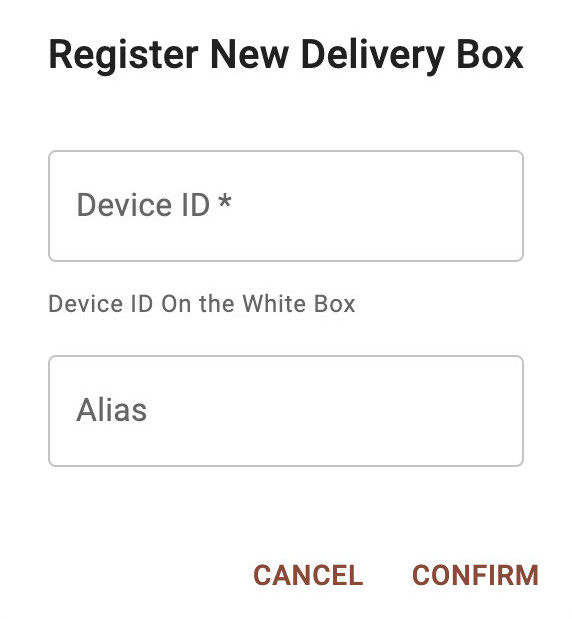 Register New Delivery Box
Device ID *
Device ID On the White Box
Alias
CANCEL CONFIRM